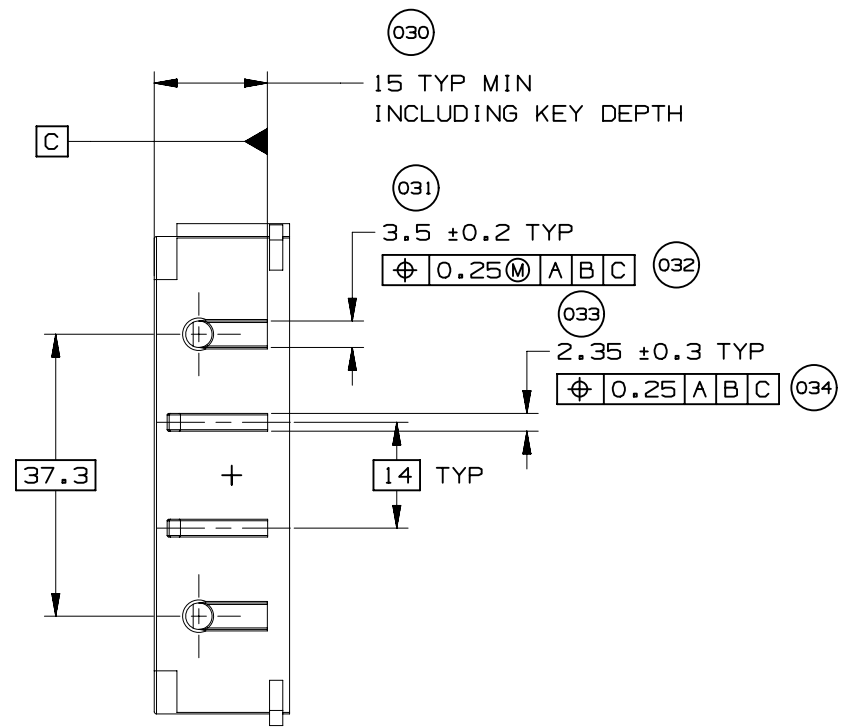 030
15 TYP MIN
INCLUDING KEY DEPTH
C
031
3.5 ±0.2 TYP
⌖ 0.25Ⓜ A B C 032
033
2.35 ±0.3 TYP
⌖ 0.25 A B C 034
37.3
14 TYP